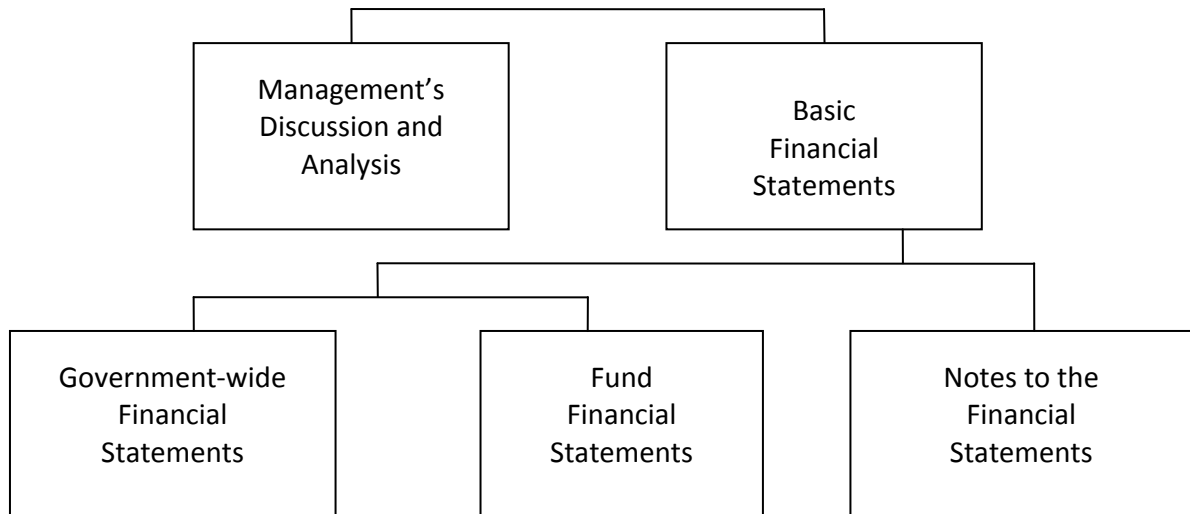 Management’s
Discussion and
Analysis
Basic
Financial
Statements
Government-wide
Financial
Statements
Fund
Financial
Statements
Notes to the
Financial
Statements